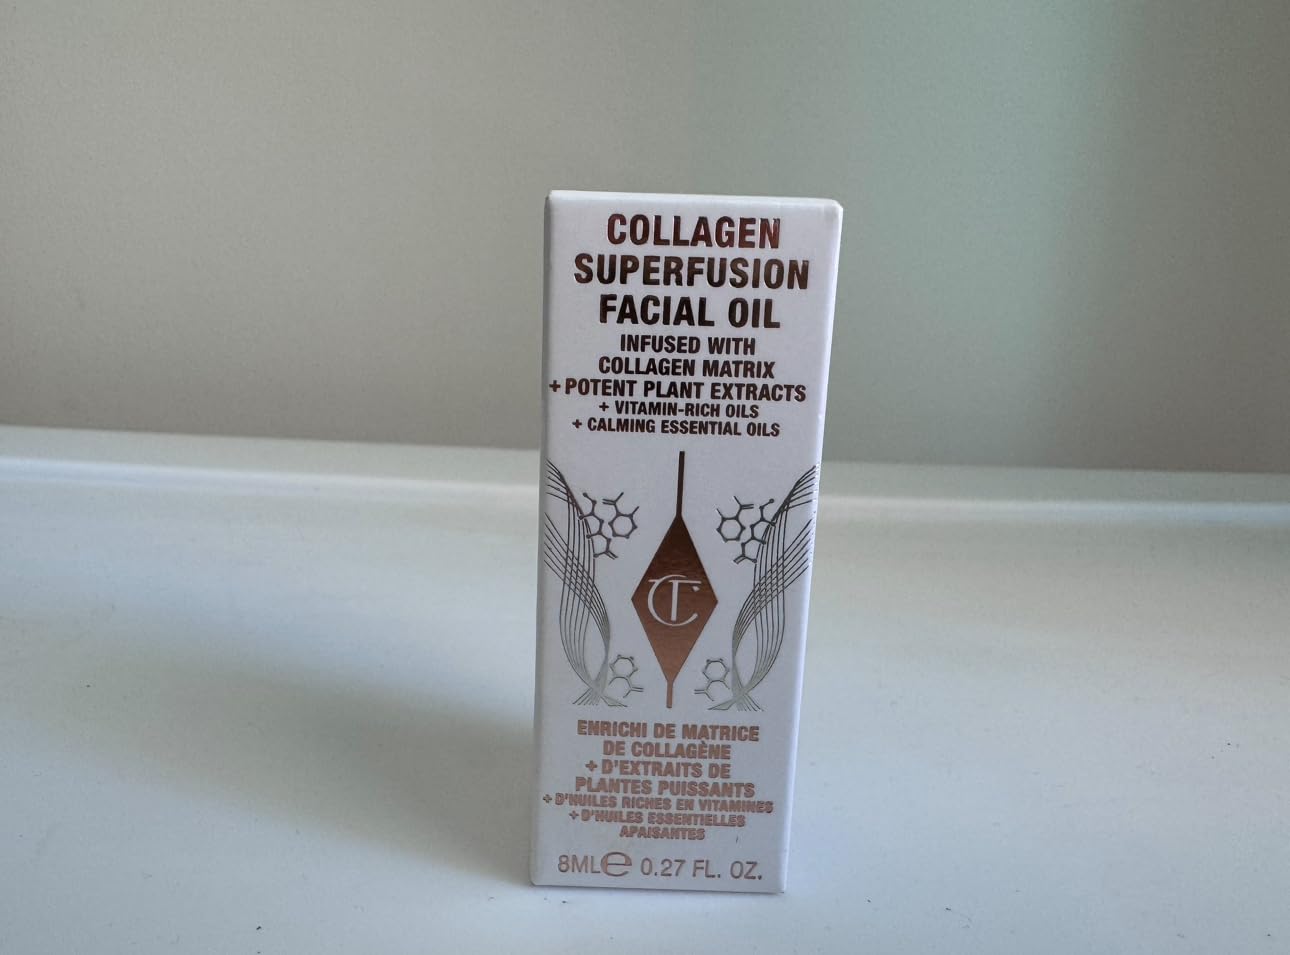 COLLAGEN
SUPERFUSION
FACIAL OIL
INFUSED WITH
COLLAGEN MATRIX
+ POTENT PLANT EXTRACTS
+ VITAMIN-RICH OILS
+ CALMING ESSENTIAL OILS
CT
ENRICHI DE MATRICE
DE COLLAGÈNE
+ D'EXTRAITS DE
PLANTES PUISSANTS
+ D'HUILES RICHES EN VITAMINES
+ D'HUILES ESSENTIELLES
APAISANTES
8ML℮ 0.27 FL. OZ.